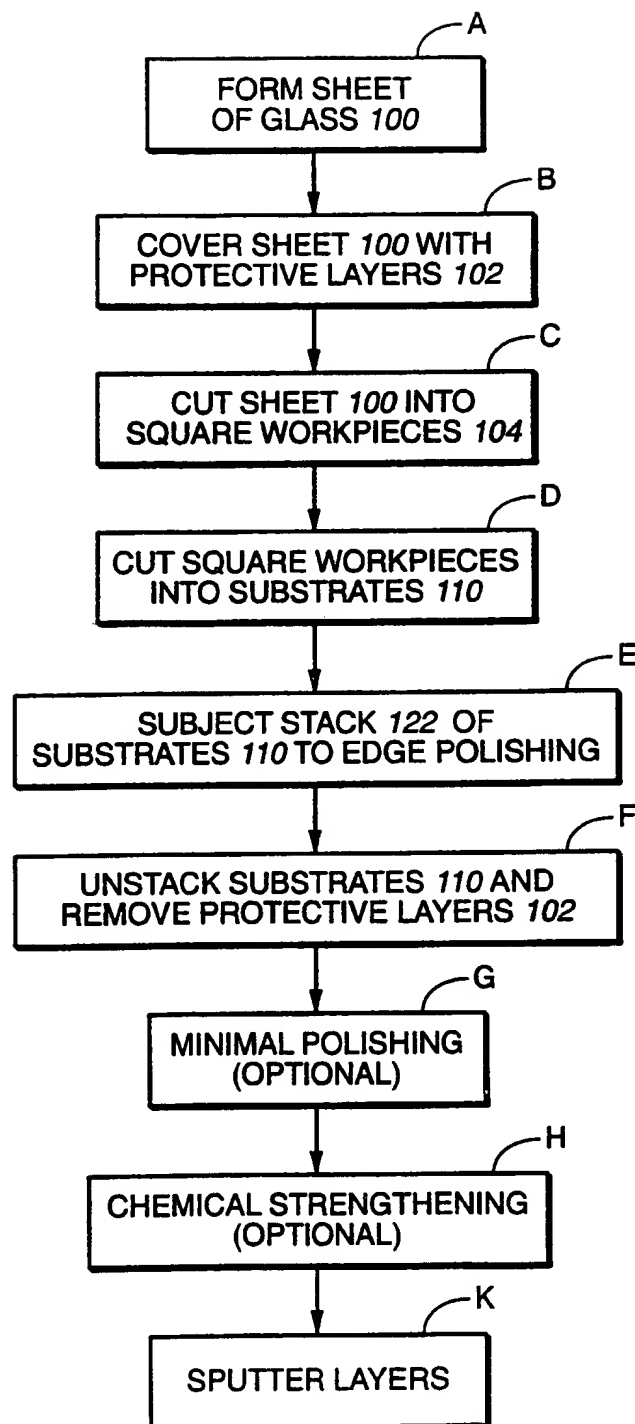 A
FORM SHEET
OF GLASS 100
B
COVER SHEET 100 WITH
PROTECTIVE LAYERS 102
C
CUT SHEET 100 INTO
SQUARE WORKPIECES 104
D
CUT SQUARE WORKPIECES
INTO SUBSTRATES 110
E
SUBJECT STACK 122 OF
SUBSTRATES 110 TO EDGE POLISHING
F
UNSTACK SUBSTRATES 110 AND
REMOVE PROTECTIVE LAYERS 102
G
MINIMAL POLISHING
(OPTIONAL)
H
CHEMICAL STRENGTHENING
(OPTIONAL)
K
SPUTTER LAYERS